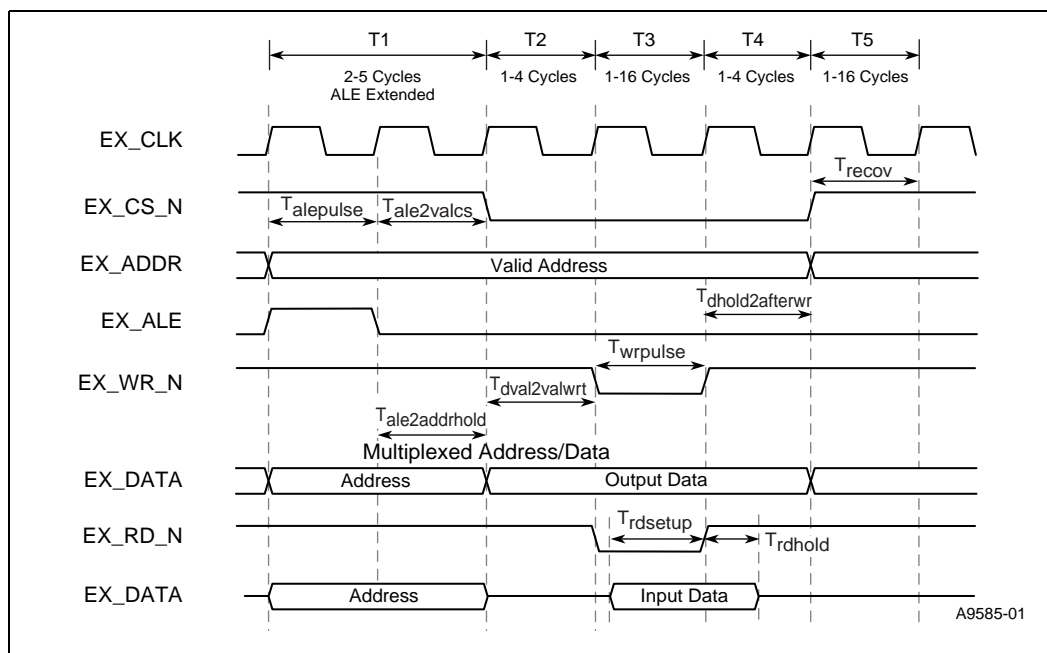 T1 T2 T3 T4 T5
2-5 Cycles 1-4 Cycles 1-16 Cycles 1-4 Cycles 1-16 Cycles
ALE Extended
EX_CLK
Trecov
EX_CS_N Talepulse Tale2valcs
EX_ADDR Valid Address
Tdhold2afterwr
EX_ALE
Twrpulse
EX_WR_N
Tdval2valwrt
Tale2addrhold
Multiplexed Address/Data
EX_DATA Address Output Data
EX_RD_N Trdsetup
Trdhold
EX_DATA Address Input Data
A9585-01